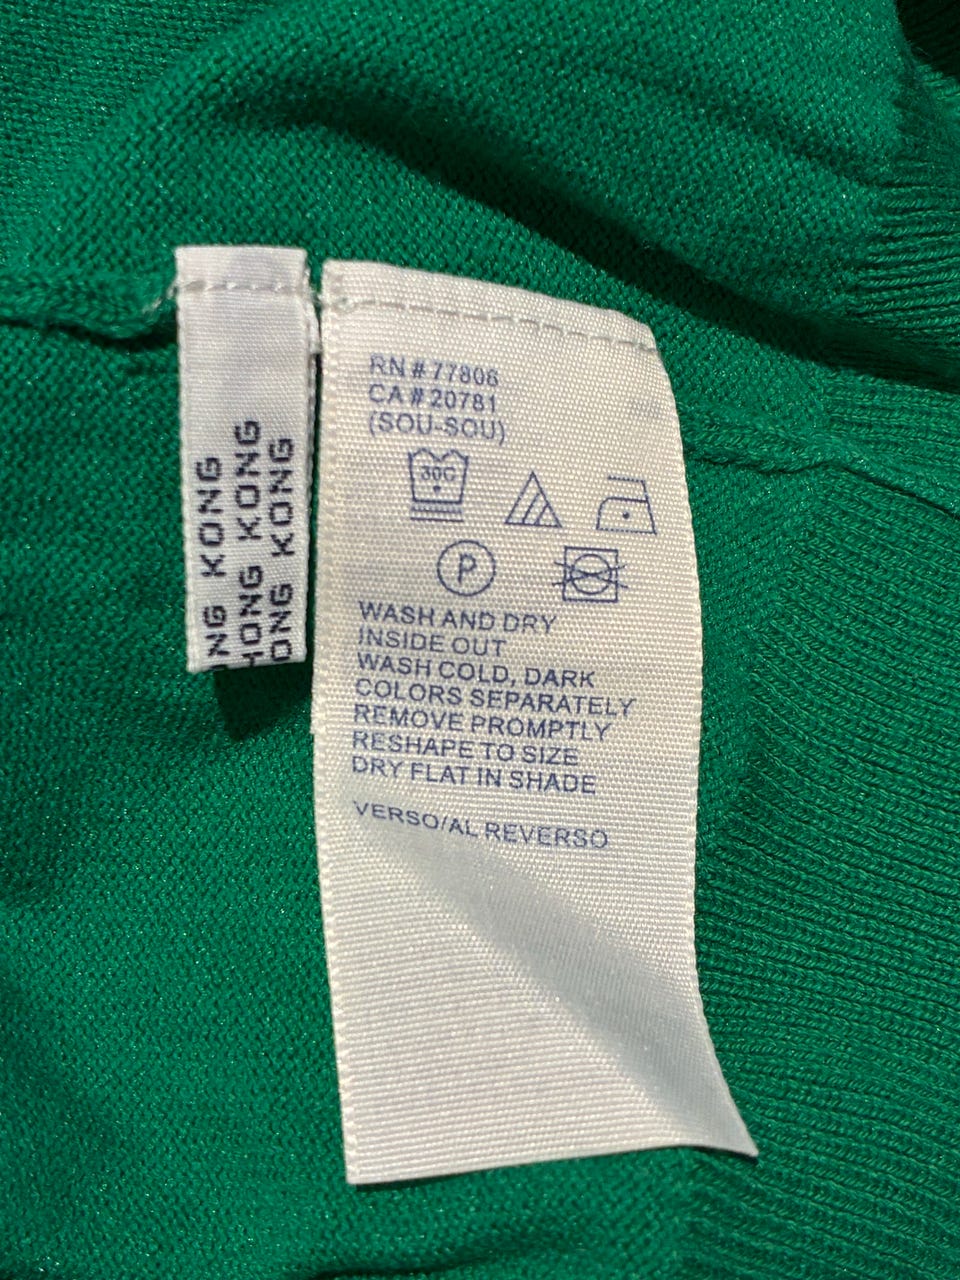 ONG KONG
HONG KONG
ONG KONG
RN # 77806
CA # 20781
(SOU-SOU)
30C
P
WASH AND DRY
INSIDE OUT
WASH COLD, DARK
COLORS SEPARATELY
REMOVE PROMPTLY
RESHAPE TO SIZE
DRY FLAT IN SHADE
VERSO/AL REVERSO